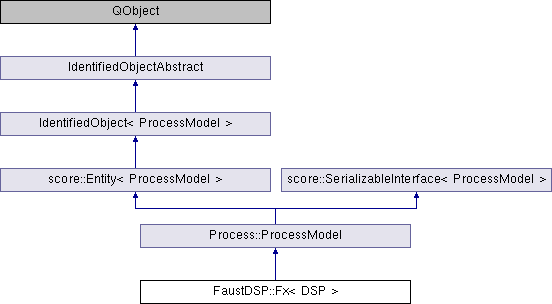 QObject
IdentifiedObjectAbstract
IdentifiedObject< ProcessModel >
score::Entity< ProcessModel >
score::SerializableInterface< ProcessModel >
Process::ProcessModel
FaustDSP::Fx< DSP >